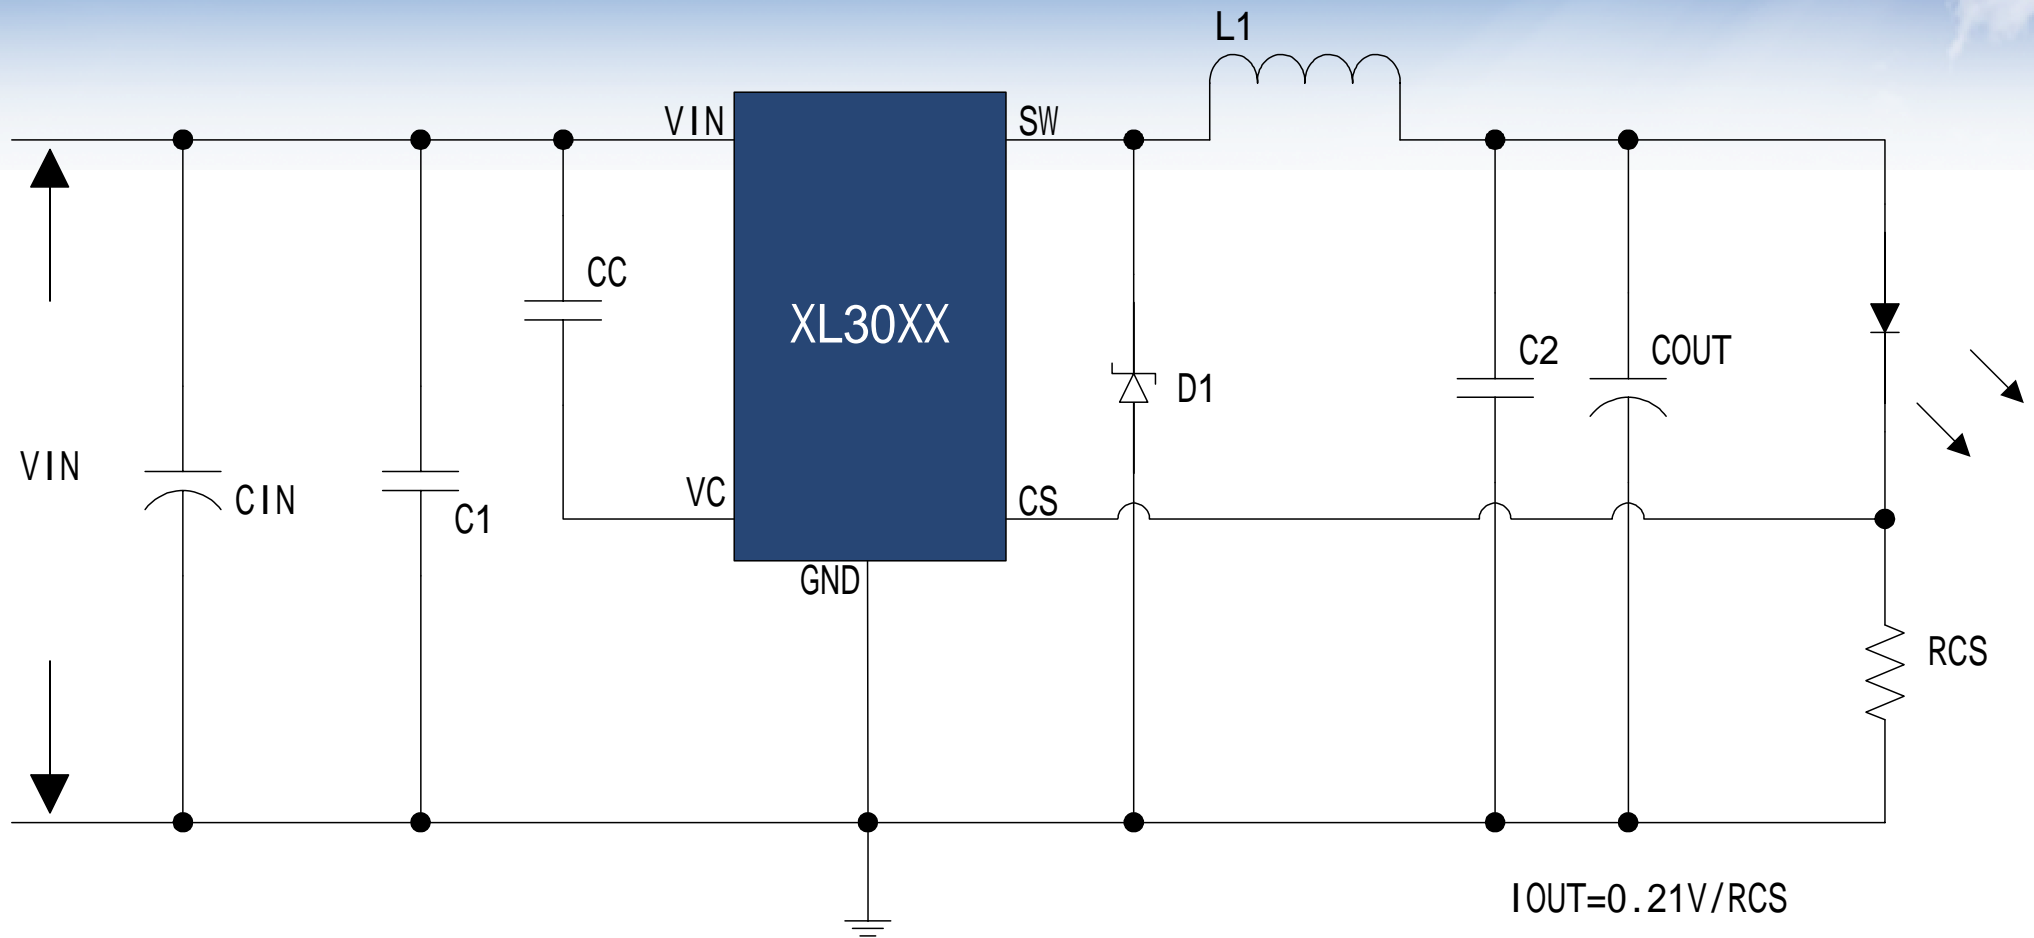 L1
VIN
SW
CC
XL30XX
C2
COUT
D1
VIN
CIN
VC
CS
C1
GND
RCS
IOUT=0.21V/RCS